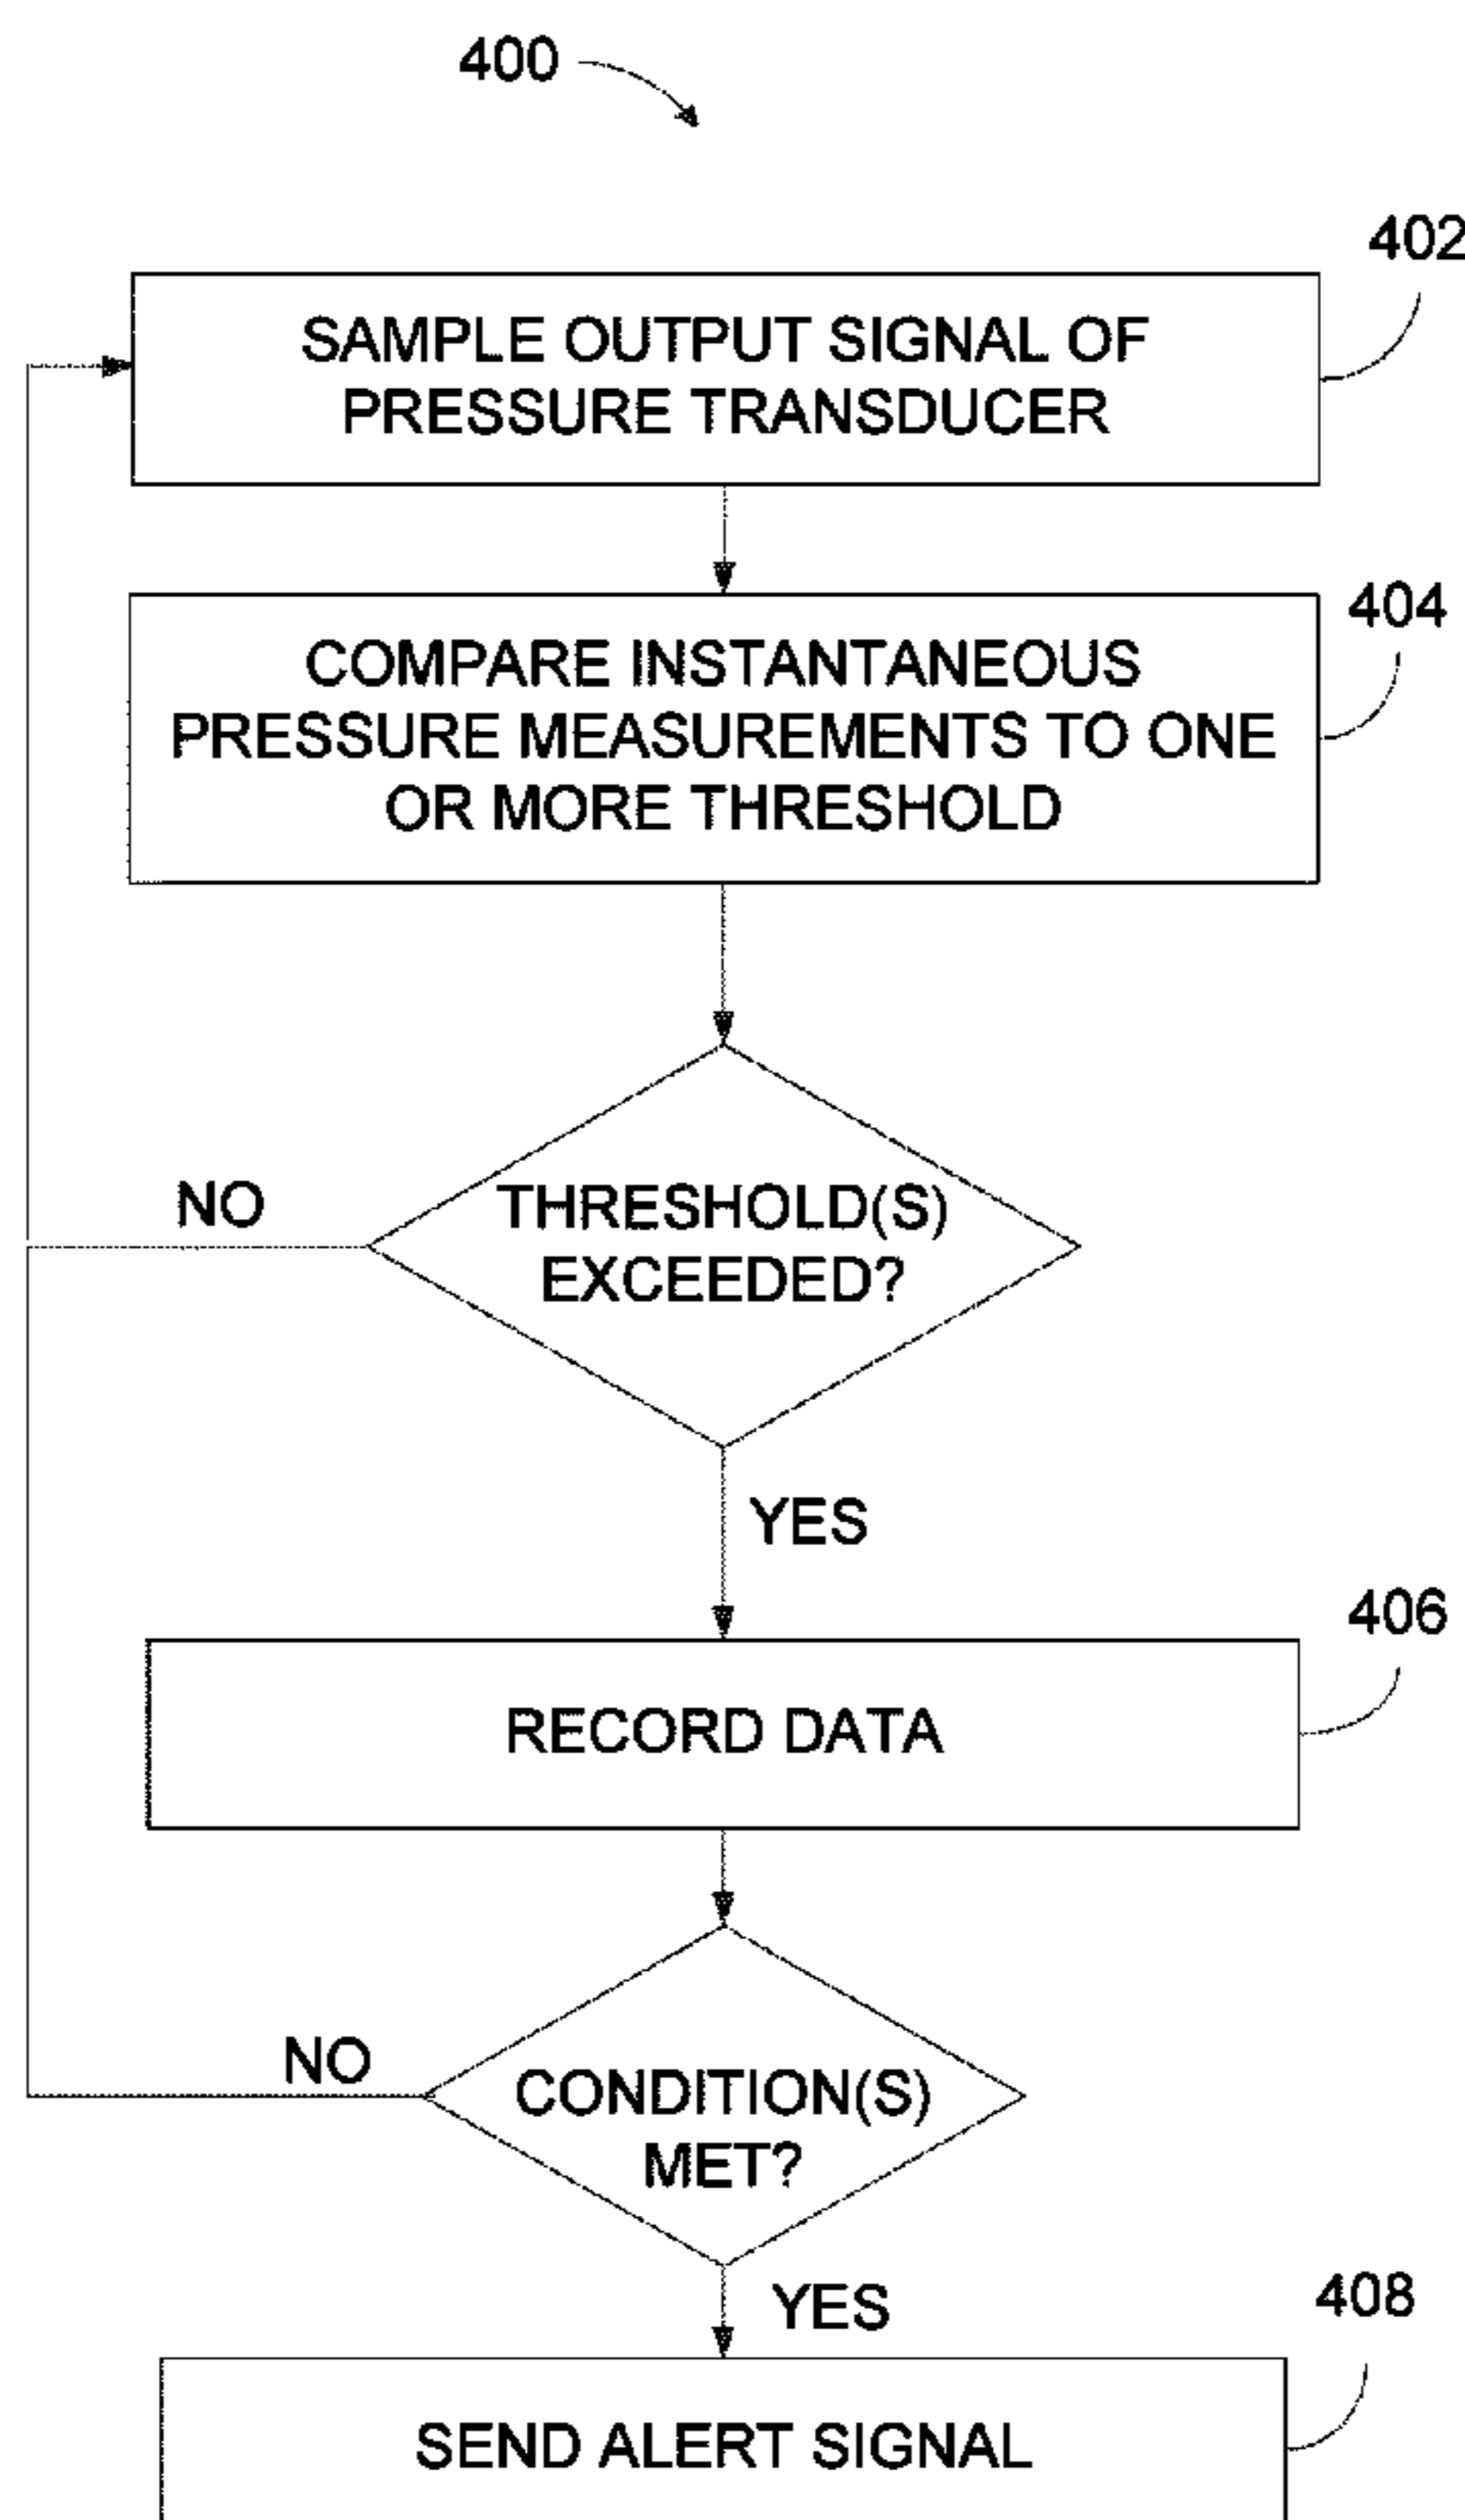 400
402
SAMPLE OUTPUT SIGNAL OF
PRESSURE TRANSDUCER
404
COMPARE INSTANTANEOUS
PRESSURE MEASUREMENTS TO ONE
OR MORE THRESHOLD
NO
THRESHOLD(S)
EXCEEDED?
YES
406
RECORD DATA
NO
CONDITION(S)
MET?
YES
408
SEND ALERT SIGNAL